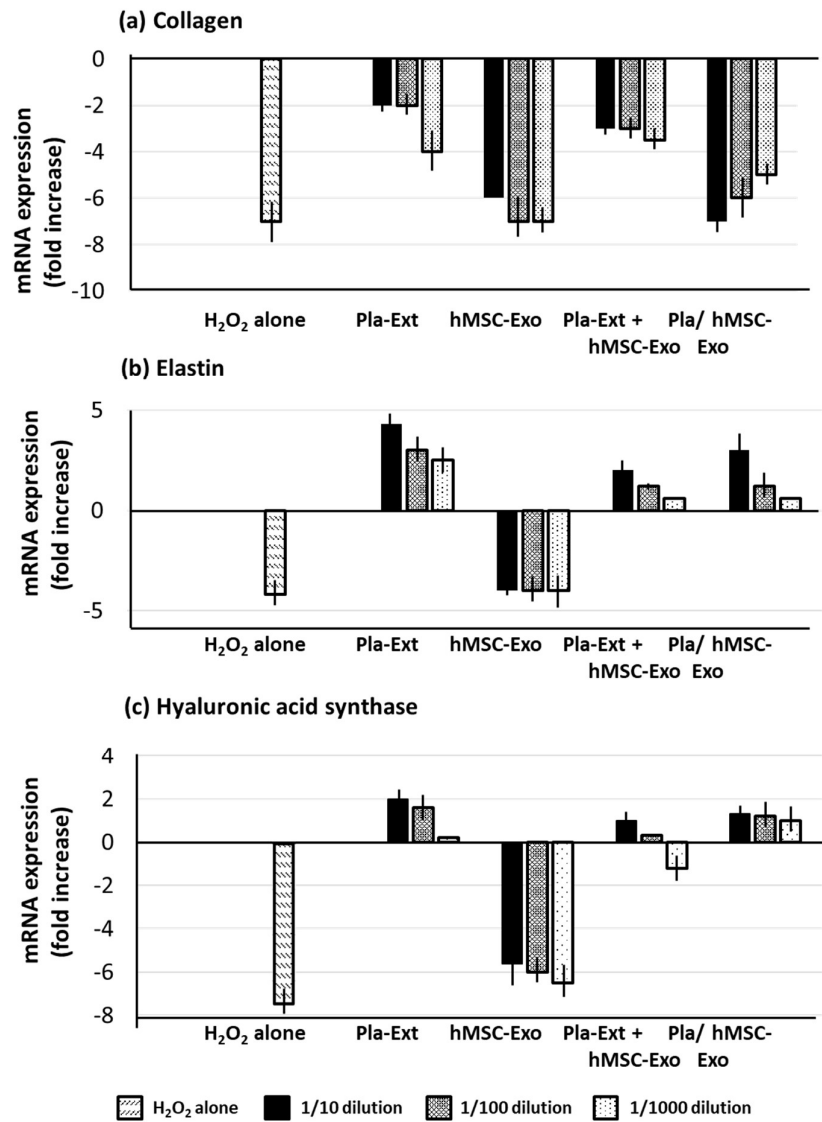 (a) Collagen
mRNA expression
(fold increase)
0
-2
-4
-6
-8
-10
H₂O₂ alone Pla-Ext hMSC-Exo Pla-Ext + Pla/ hMSC-
hMSC-Exo Exo
(b) Elastin
mRNA expression
(fold increase)
5
0
-5
H₂O₂ alone Pla-Ext hMSC-Exo Pla-Ext + Pla/ hMSC-
hMSC-Exo Exo
(c) Hyaluronic acid synthase
mRNA expression
(fold increase)
4
2
0
-2
-4
-6
-8
H₂O₂ alone Pla-Ext hMSC-Exo Pla-Ext + Pla/ hMSC-
hMSC-Exo Exo
H₂O₂ alone 1/10 dilution 1/100 dilution 1/1000 dilution